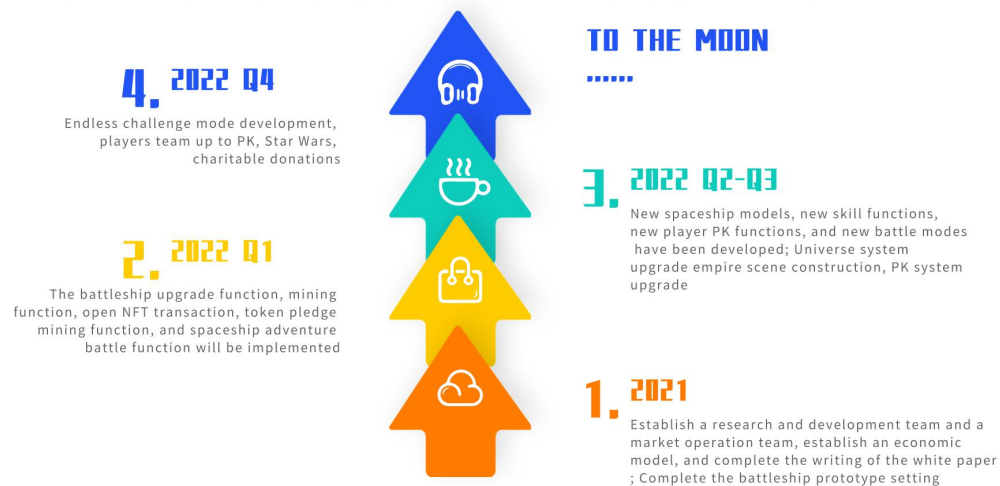 TO THE MOON
......
4. 2022 Q4
Endless challenge mode development,
players team up to PK, Star Wars,
charitable donations
3. 2022 Q2-Q3
New spaceship models, new skill functions,
new player PK functions, and new battle modes
have been developed; Universe system
upgrade empire scene construction, PK system
upgrade
2. 2022 Q1
The battleship upgrade function, mining
function, open NFT transaction, token pledge
mining function, and spaceship adventure
battle function will be implemented
1. 2021
Establish a research and development team and a
market operation team, establish an economic
model, and complete the writing of the white paper
; Complete the battleship prototype setting